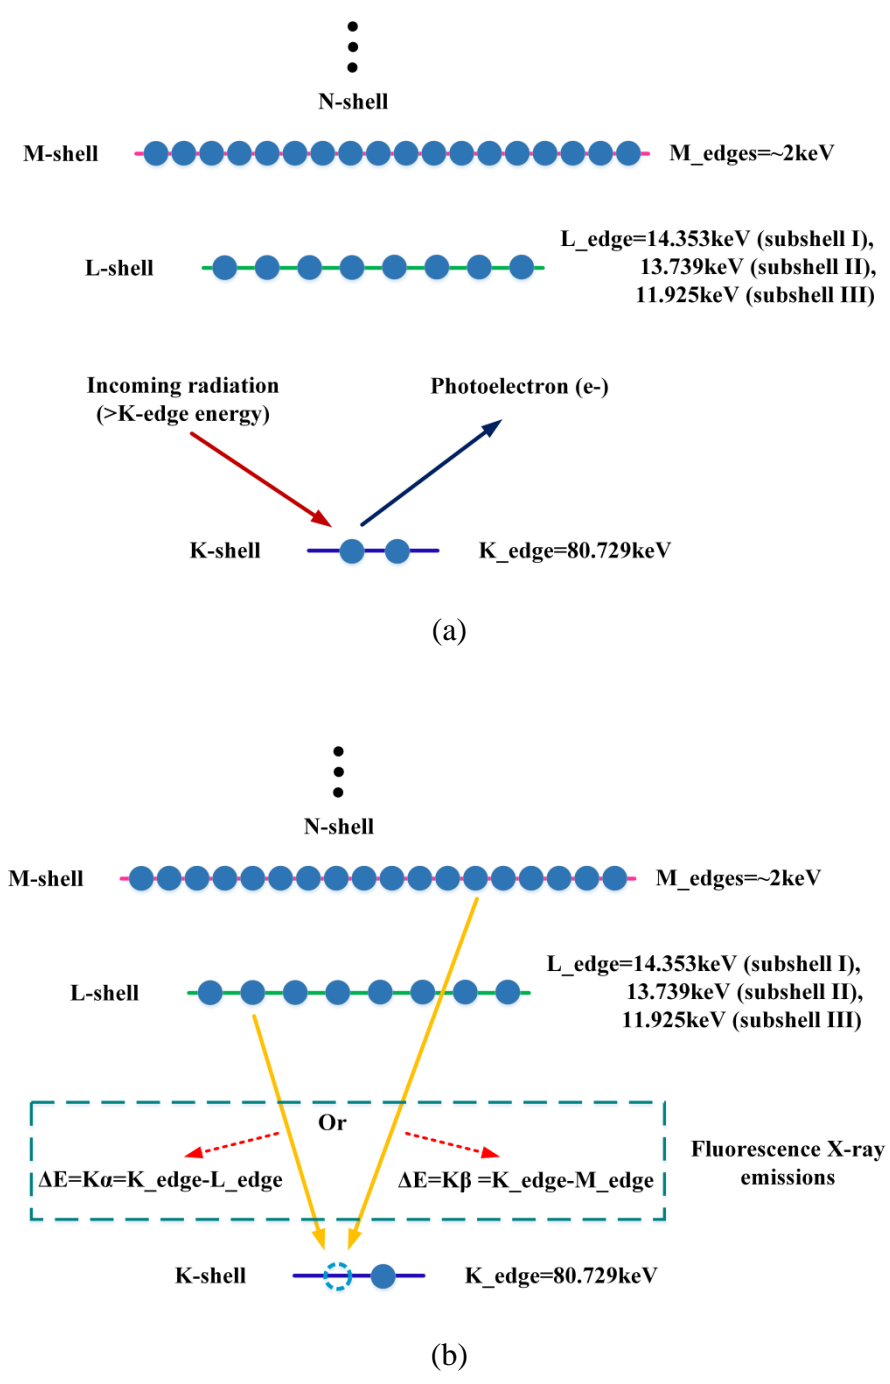 N-shell
M-shell
M_edges=~2keV
L_edge=14.353keV (subshell I),
13.739keV (subshell II),
11.925keV (subshell III)
L-shell
Incoming radiation
(>K-edge energy)
Photoelectron (e-)
K-shell
K_edge=80.729keV
(a)
N-shell
M-shell
M_edges=~2keV
L_edge=14.353keV (subshell I),
13.739keV (subshell II),
11.925keV (subshell III)
L-shell
Or
ΔE=Kα=K_edge-L_edge
ΔE=Kβ =K_edge-M_edge
Fluorescence X-ray
emissions
K-shell
K_edge=80.729keV
(b)